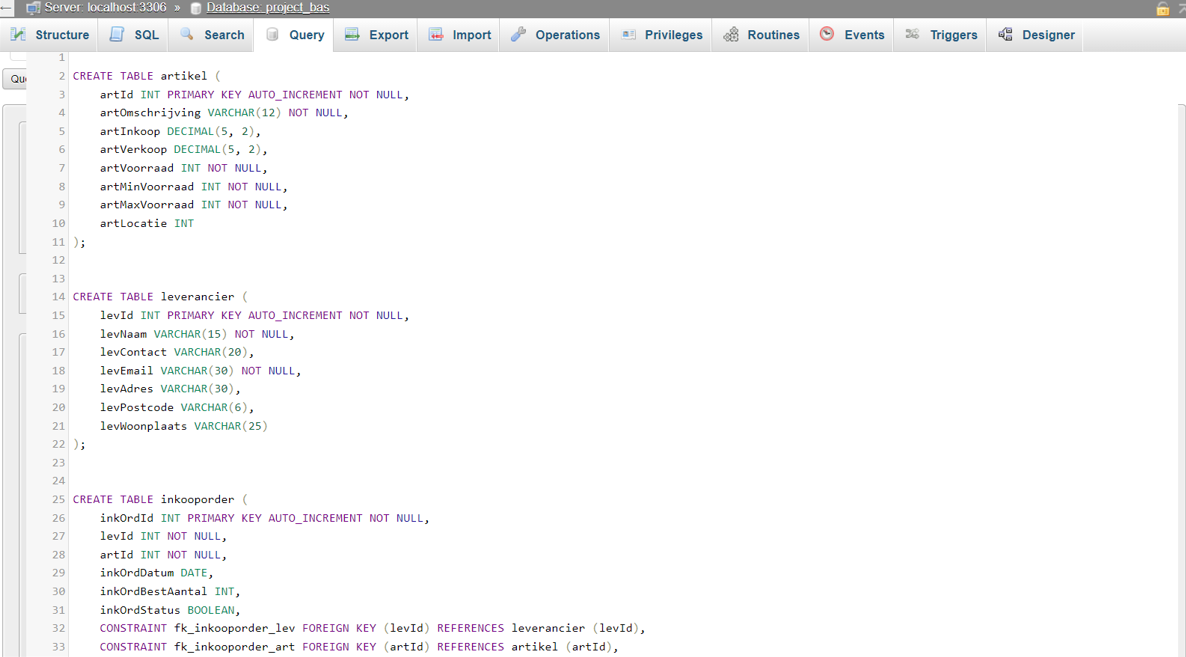 Server: localhost:3306 » Database: project_bas
Structure SQL Search Query Export Import Operations Privileges Routines Events Triggers Designer
1
2 CREATE TABLE artikel (
3 artId INT PRIMARY KEY AUTO_INCREMENT NOT NULL,
4 artOmschrijving VARCHAR(12) NOT NULL,
5 artInkoop DECIMAL(5, 2),
6 artVerkoop DECIMAL(5, 2),
7 artVoorraad INT NOT NULL,
8 artMinVoorraad INT NOT NULL,
9 artMaxVoorraad INT NOT NULL,
10 artLocatie INT
11 );
12
13
14 CREATE TABLE leverancier (
15 levId INT PRIMARY KEY AUTO_INCREMENT NOT NULL,
16 levNaam VARCHAR(15) NOT NULL,
17 levContact VARCHAR(20),
18 levEmail VARCHAR(30) NOT NULL,
19 levAdres VARCHAR(30),
20 levPostcode VARCHAR(6),
21 levWoonplaats VARCHAR(25)
22 );
23
24
25 CREATE TABLE inkooporder (
26 inkOrdId INT PRIMARY KEY AUTO_INCREMENT NOT NULL,
27 levId INT NOT NULL,
28 artId INT NOT NULL,
29 inkOrdDatum DATE,
30 inkOrdBestAantal INT,
31 inkOrdStatus BOOLEAN,
32 CONSTRAINT fk_inkooporder_lev FOREIGN KEY (levId) REFERENCES leverancier (levId),
33 CONSTRAINT fk_inkooporder_art FOREIGN KEY (artId) REFERENCES artikel (artId),